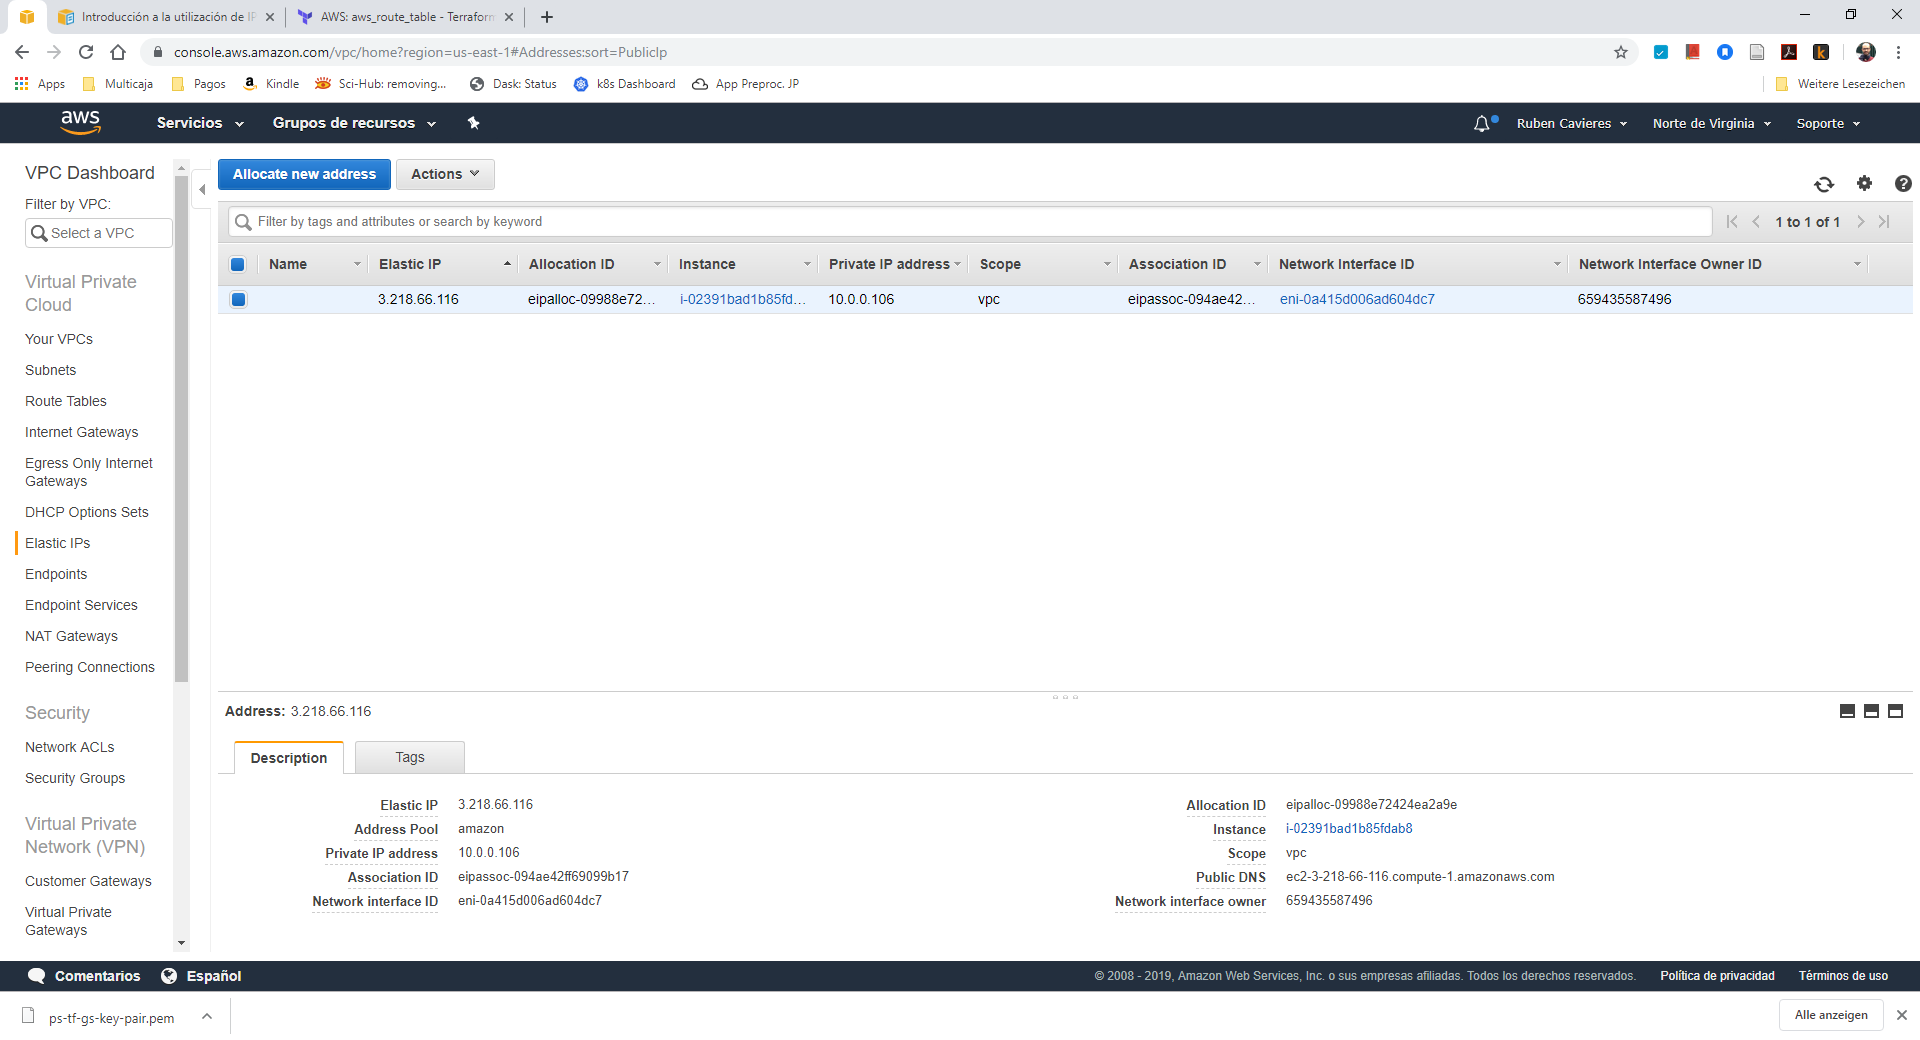 Introducción a la utilización de IP
AWS: aws_route_table - Terraform
console.aws.amazon.com/vpc/home?region=us-east-1#Addresses:sort=PublicIp
Apps Multicaja Pagos Kindle Sci-Hub: removing... Dask: Status k8s Dashboard App Preproc. JP Weitere Lesezeichen
aws Servicios Grupos de recursos Ruben Cavieres Norte de Virginia Soporte
VPC Dashboard
Filter by VPC:
Select a VPC
Virtual Private
Cloud
Your VPCs
Subnets
Route Tables
Internet Gateways
Egress Only Internet
Gateways
DHCP Options Sets
Elastic IPs
Endpoints
Endpoint Services
NAT Gateways
Peering Connections
Security
Network ACLs
Security Groups
Virtual Private
Network (VPN)
Customer Gateways
Virtual Private
Gateways
Allocate new address Actions
Filter by tags and attributes or search by keyword
1 to 1 of 1
Name Elastic IP Allocation ID Instance Private IP address Scope Association ID Network Interface ID Network Interface Owner ID
3.218.66.116 eipalloc-09988e72... i-02391bad1b85fd... 10.0.0.106 vpc eipassoc-094ae42... eni-0a415d006ad604dc7 659435587496
Address: 3.218.66.116
Description Tags
Elastic IP 3.218.66.116
Address Pool amazon
Private IP address 10.0.0.106
Association ID eipassoc-094ae42ff69099b17
Network interface ID eni-0a415d006ad604dc7
Allocation ID eipalloc-09988e72424ea2a9e
Instance i-02391bad1b85fdab8
Scope vpc
Public DNS ec2-3-218-66-116.compute-1.amazonaws.com
Network interface owner 659435587496
Comentarios Español © 2008 - 2019, Amazon Web Services, Inc. o sus empresas afiliadas. Todos los derechos reservados. Política de privacidad Términos de uso
ps-tf-gs-key-pair.pem Alle anzeigen